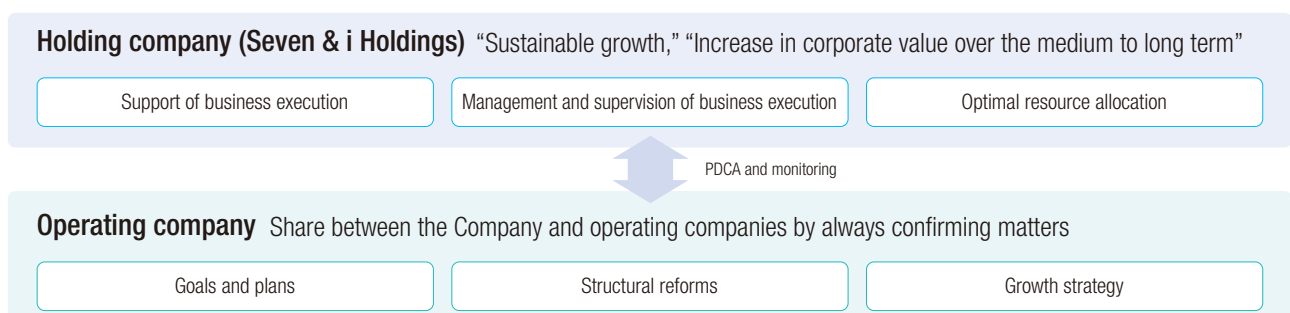 Holding company (Seven & i Holdings) “Sustainable growth,” “Increase in corporate value over the medium to long term”
Support of business execution
Management and supervision of business execution
Optimal resource allocation
PDCA and monitoring
Operating company Share between the Company and operating companies by always confirming matters
Goals and plans
Structural reforms
Growth strategy